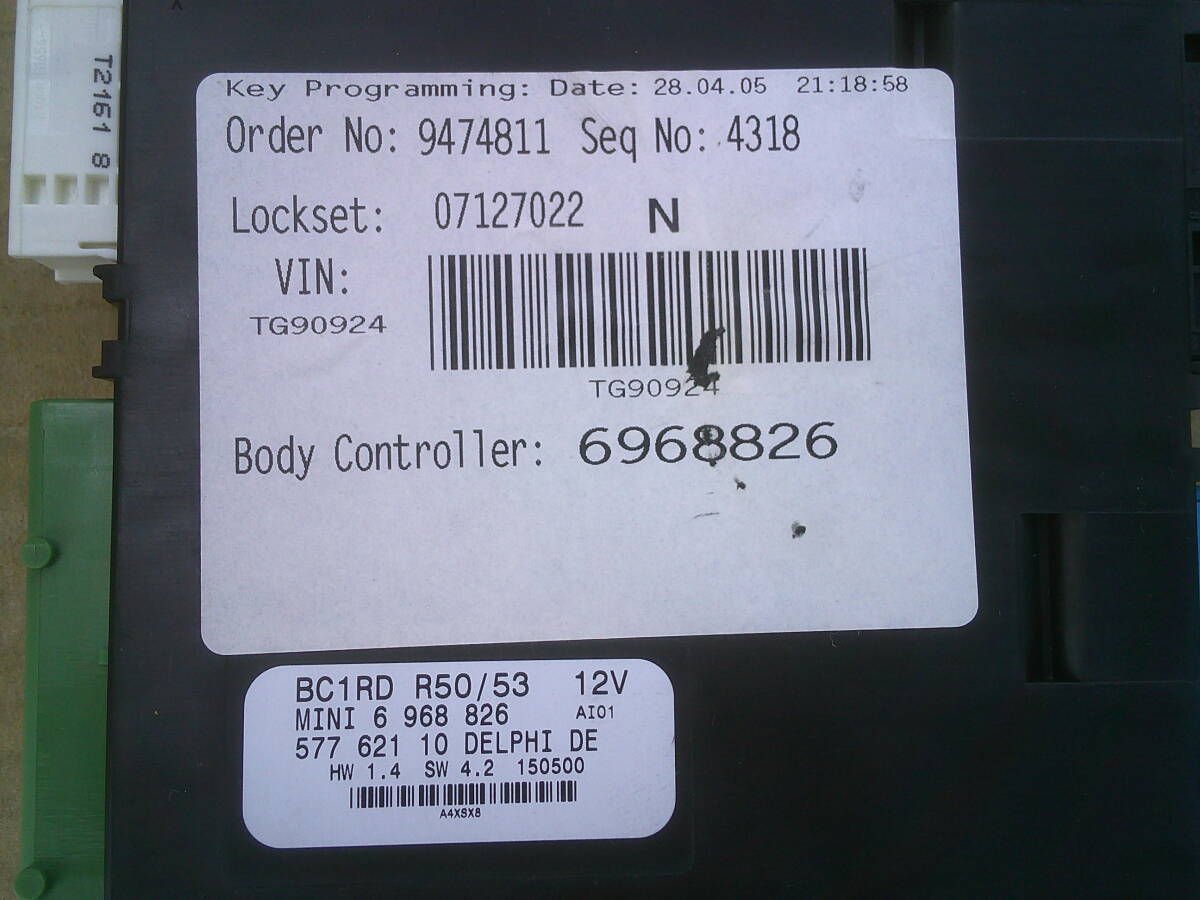 T2161 8
Key Programming: Date: 28.04.05 21:18:58
Order No: 9474811 Seq No: 4318
Lockset: 07127022 N
VIN:
TG90924
TG90924
Body Controller: 6968826
BC1RD R50/53 12V
MINI 6 968 826 AI01
577 621 10 DELPHI DE
HW 1.4 SW 4.2 150500
A4XSX8